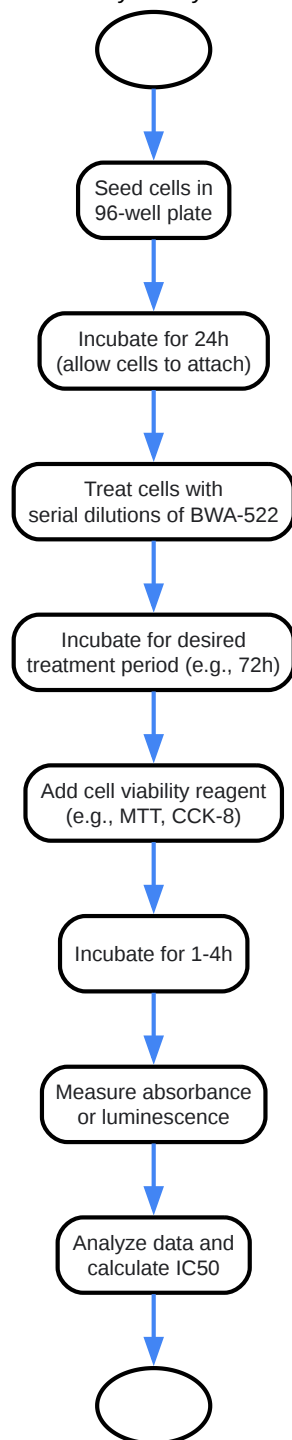 Seed cells in
96-well plate
Incubate for 24h
(allow cells to attach)
Treat cells with
serial dilutions of BWA-522
Incubate for desired
treatment period (e.g., 72h)
Add cell viability reagent
(e.g., MTT, CCK-8)
Incubate for 1-4h
Measure absorbance
or luminescence
Analyze data and
calculate IC50